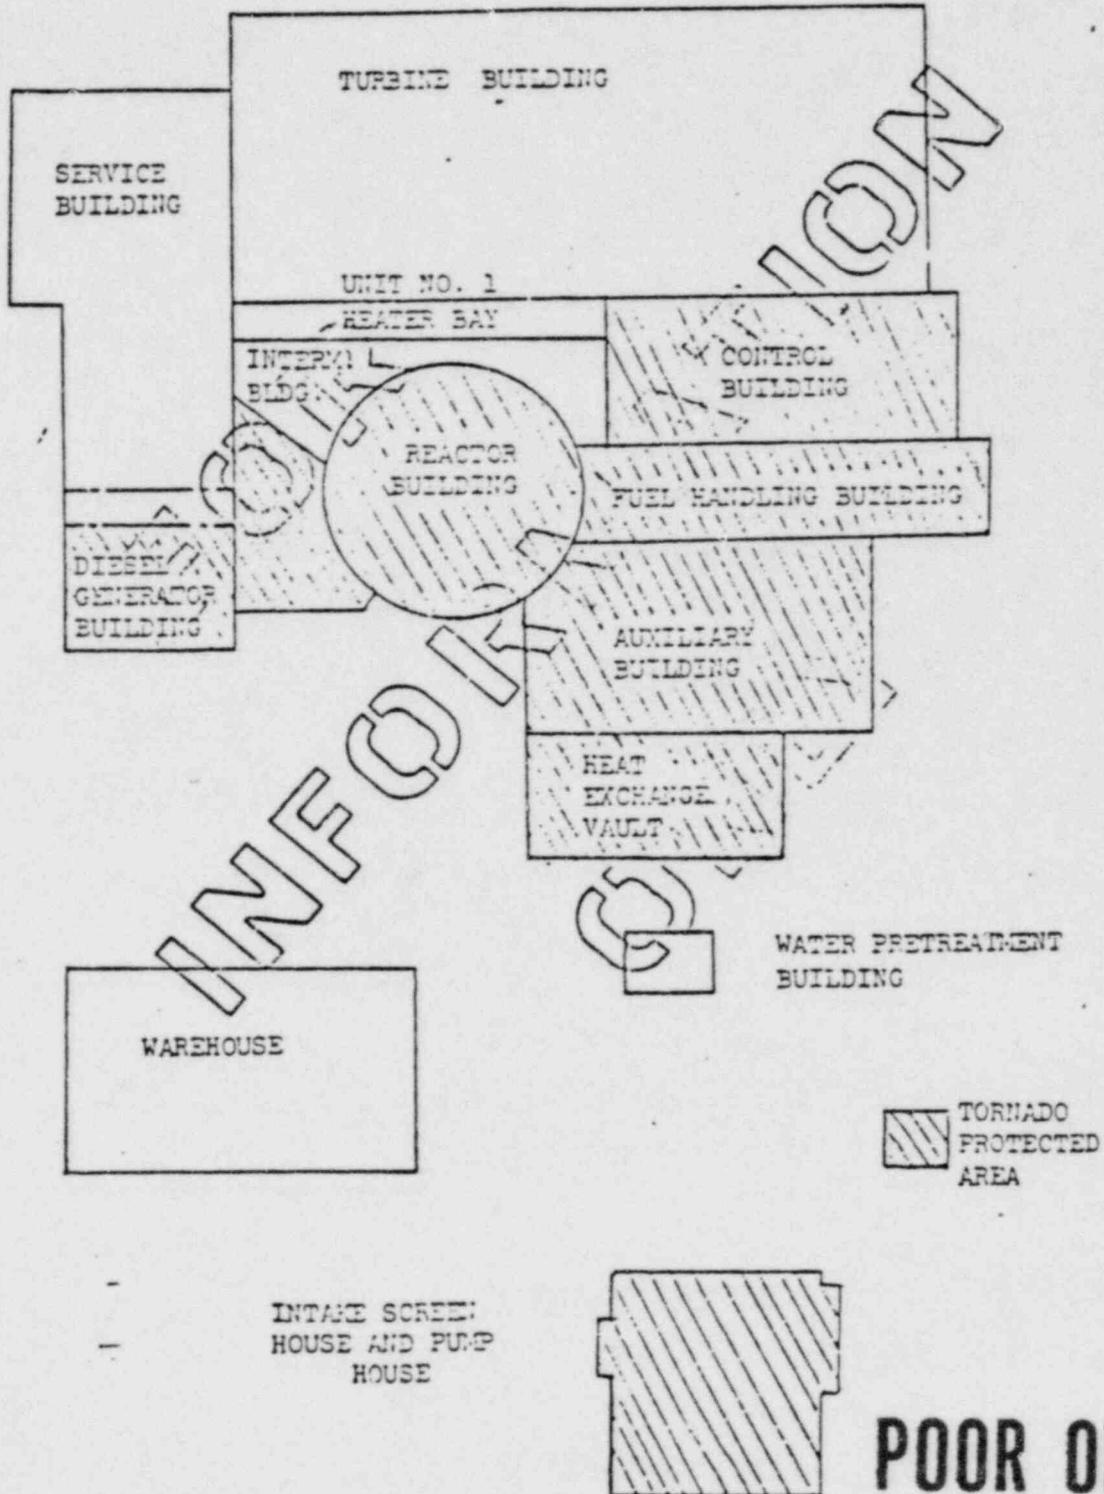 TURBINE BUILDING
SERVICE
BUILDING
UNIT NO. 1
HEATER BAY
CONTROL
BUILDING
BLDG.
REACTOR
BUILDING
FUEL HANDLING BUILDING
DIESEL
GENERATOR
BUILDING
AUXILIARY
BUILDING
HEAT
EXCHANGE
VAULT
WATER PRETREATMENT
BUILDING
WAREHOUSE
TORNADO
PROTECTED
AREA
INTAKE SCREEN
HOUSE AND PUMP
HOUSE
POOR